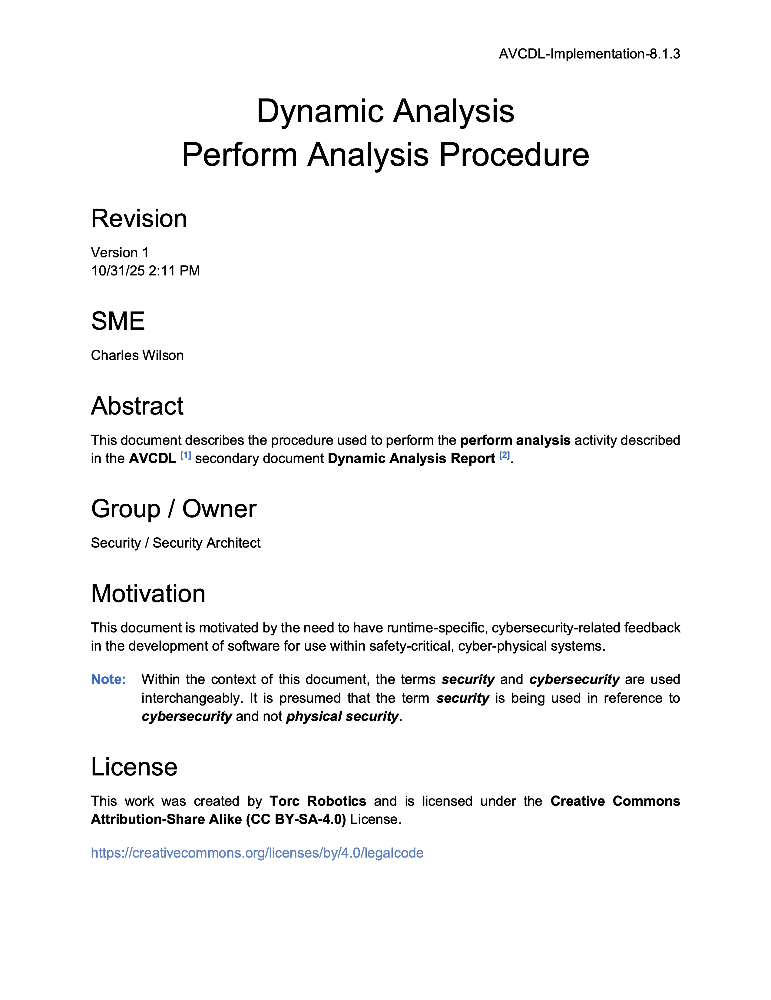 AVCDL-Implementation-8.1.3
Dynamic Analysis
Perform Analysis Procedure
Revision
Version 1
10/31/25 2:11 PM
SME
Charles Wilson
Abstract
This document describes the procedure used to perform the perform analysis activity described
in the AVCDL [1] secondary document Dynamic Analysis Report [2].
Group / Owner
Security / Security Architect
Motivation
This document is motivated by the need to have runtime-specific, cybersecurity-related feedback
in the development of software for use within safety-critical, cyber-physical systems.
Note: Within the context of this document, the terms security and cybersecurity are used
interchangeably. It is presumed that the term security is being used in reference to
cybersecurity and not physical security.
License
This work was created by Torc Robotics and is licensed under the Creative Commons
Attribution-Share Alike (CC BY-SA-4.0) License.
https://creativecommons.org/licenses/by/4.0/legalcode